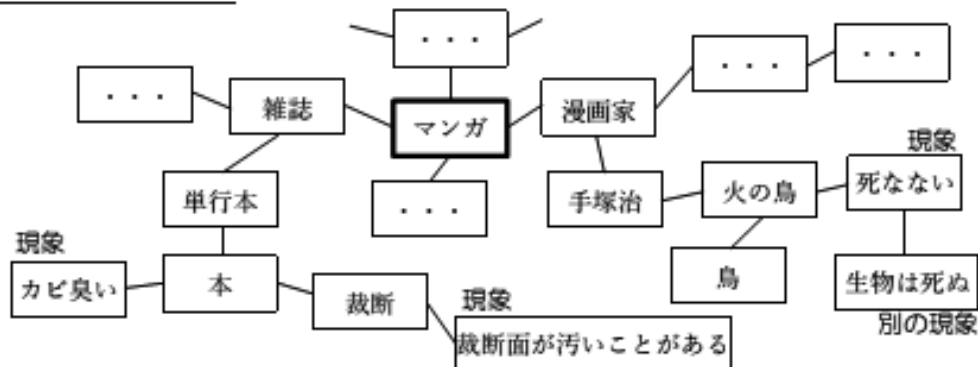 ・・・
・・・
・・・
・・・
雑誌
マンガ
漫画家
現象
単行本
・・・
手塚治
火の鳥
死なない
現象
カビ臭い
本
鳥
生物は死ぬ
裁断
現象
別の現象
裁断面が汚いことがある